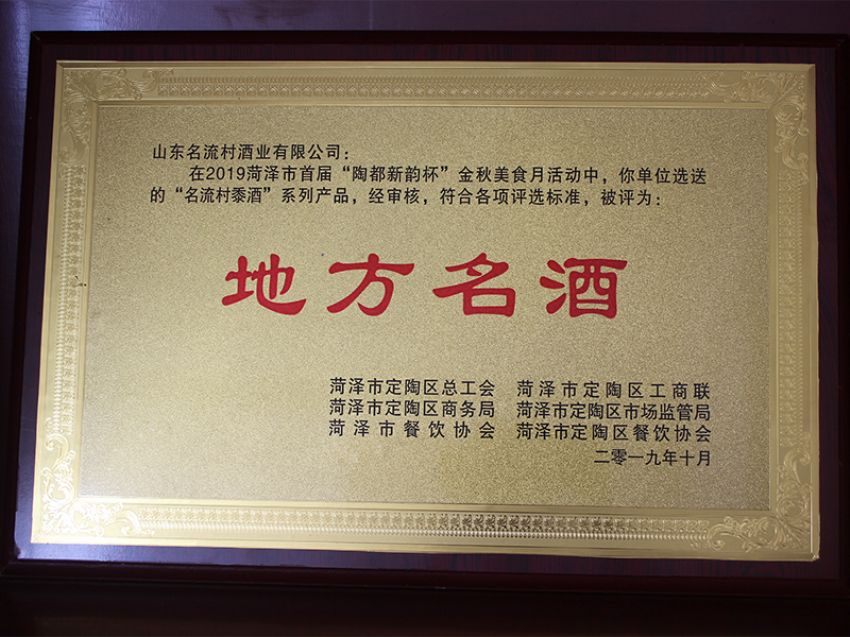 山东名流村酒业有限公司：
在2019菏泽市首届“陶都新韵杯”金秋美食月活动中，你单位选送
的“名流村黍酒”系列产品，经审核，符合各项评选标准，被评为：
地方名酒
菏泽市定陶区总工会 菏泽市定陶区工商联
菏泽市定陶区商务局 菏泽市定陶区市场监管局
菏泽市餐饮协会 菏泽市定陶区餐饮协会
二零一九年十月